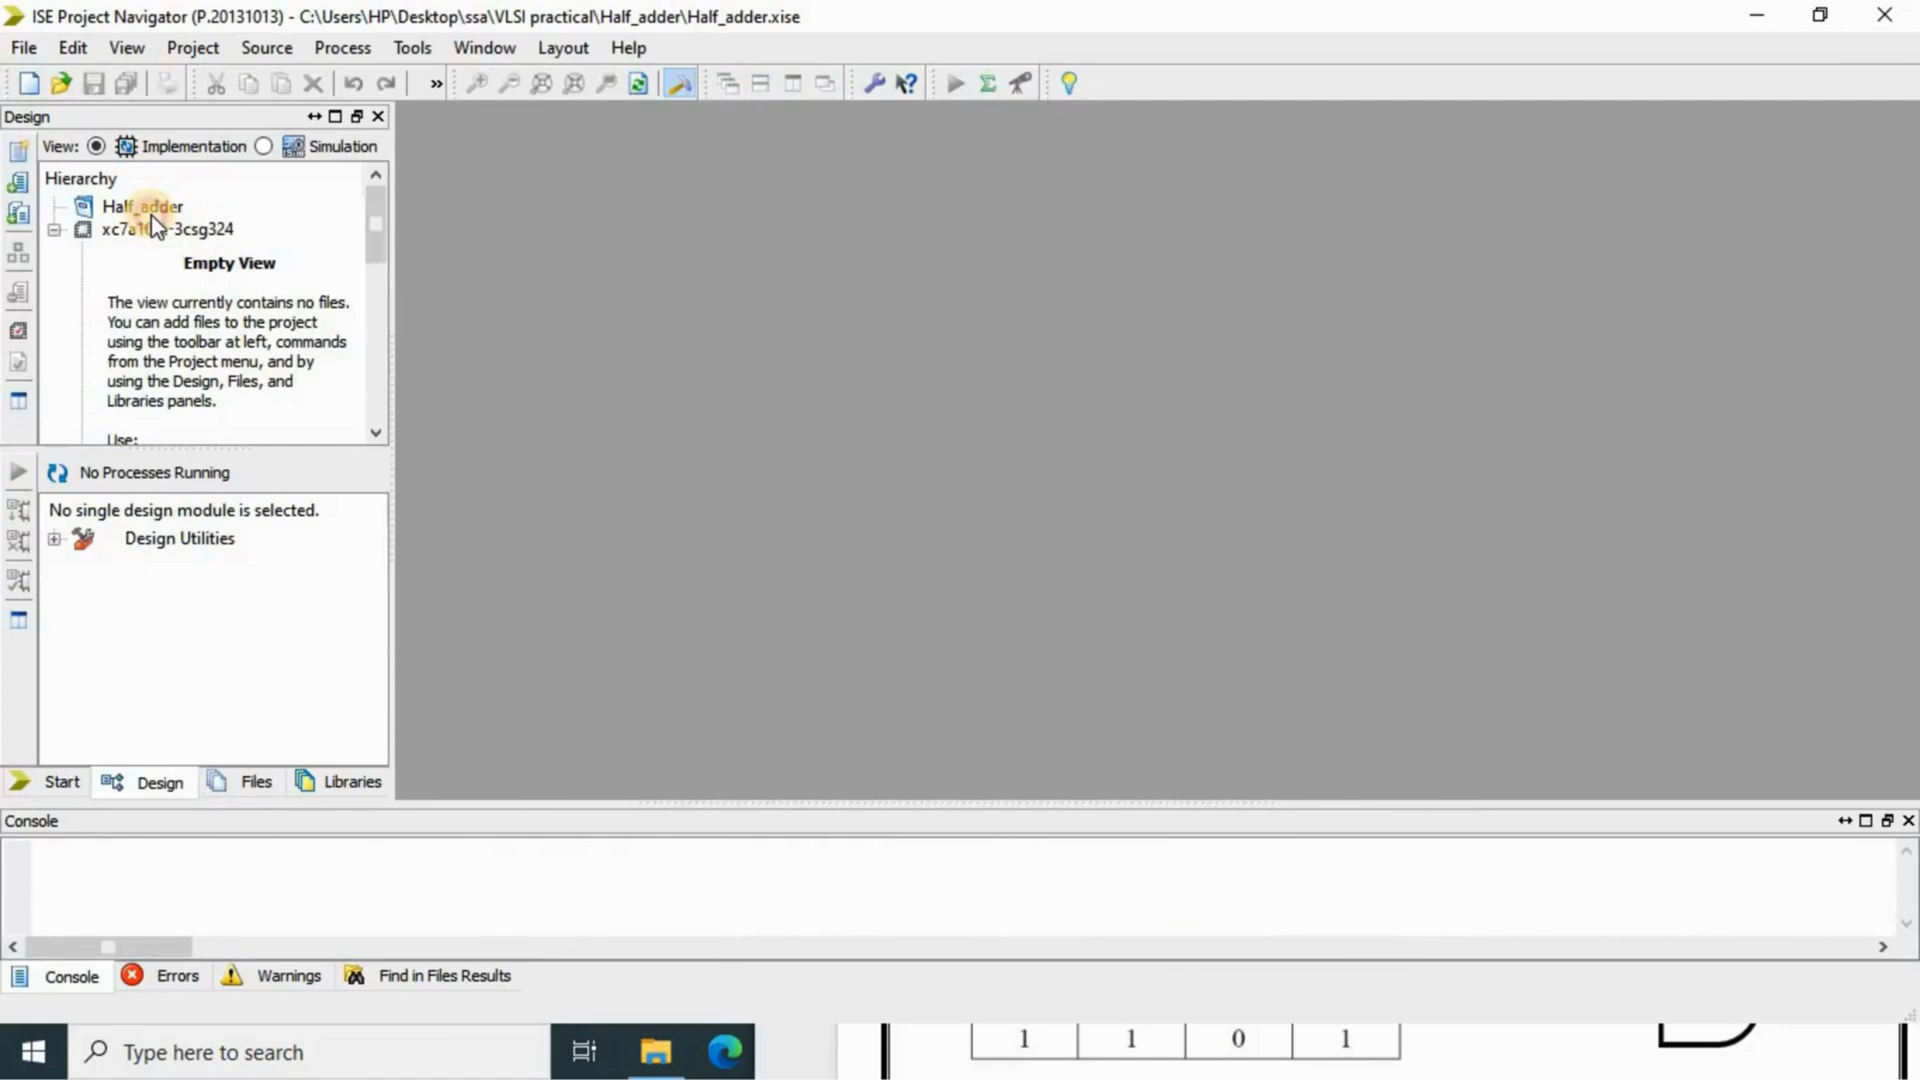 ISE Project Navigator (P.20131013) - C:\Users\HP\Desktop\ssa\VLSI practical\Half_adder\Half_adder.xise
File Edit View Project Source Process Tools Window Layout Help
»
Design
View: Implementation Simulation
Hierarchy
Half_adder
Empty View
The view currently contains no files.
You can add files to the project
using the toolbar at left, commands
from the Project menu, and by
using the Design, Files, and
Libraries panels.
Use:
No Processes Running
No single design module is selected.
Design Utilities
Start Design Files Libraries
Console
Console Errors Warnings Find in Files Results
Type here to search
1 1 0 1